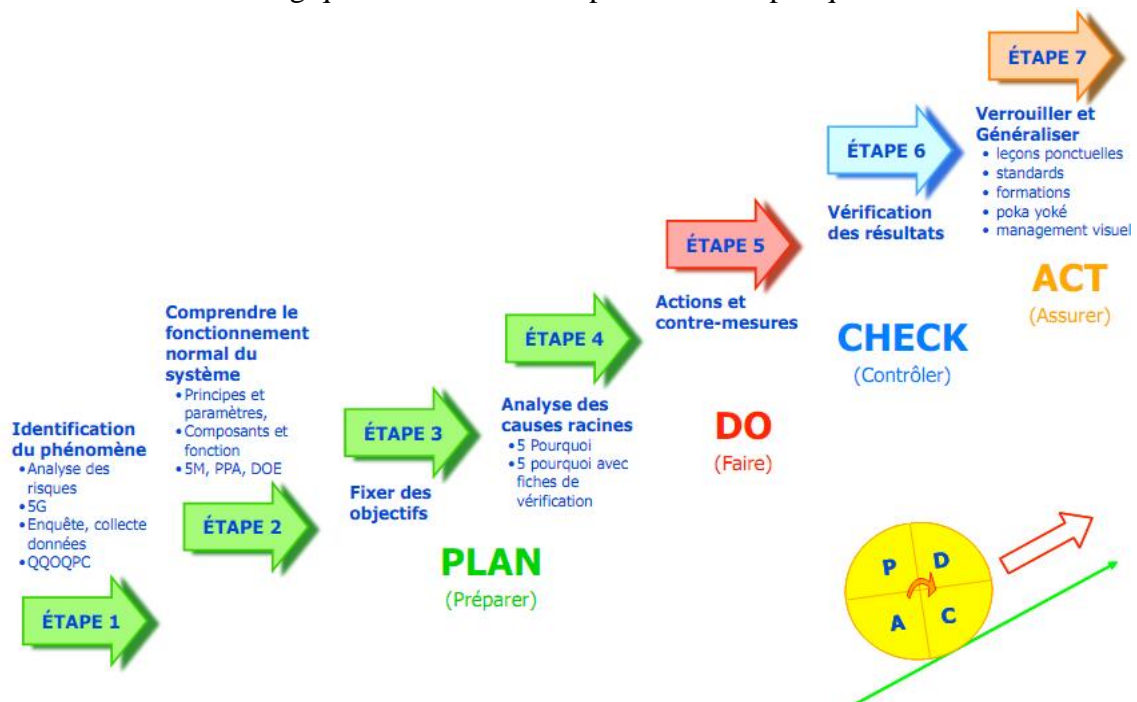 ÉTAPE 1
Identification
du phénomène
•Analyse des
risques
•5G
•Enquête, collecte
données
•QQOQPC
ÉTAPE 2
Comprendre le
fonctionnement
normal du
système
•Principes et
paramètres,
•Composants et
fonction
•5M, PPA, DOE
ÉTAPE 3
Fixer des
objectifs
ÉTAPE 4
Analyse des
causes racines
• 5 Pourquoi
• 5 pourquoi avec
fiches de
vérification
PLAN
(Préparer)
ÉTAPE 5
Actions et
contre-mesures
DO
(Faire)
ÉTAPE 6
Vérification
des résultats
CHECK
(Contrôler)
ÉTAPE 7
Verrouiller et
Généraliser
• leçons ponctuelles
• standards
• formations
• poka yoké
• management visuel
ACT
(Assurer)
P D
A C